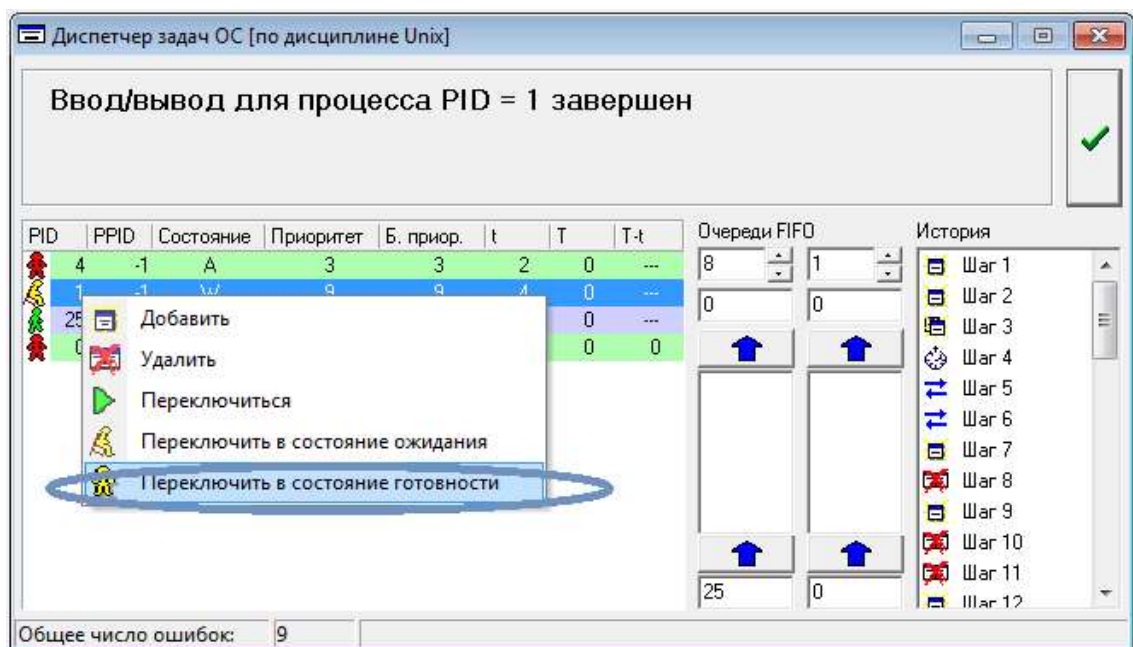 Диспетчер задач ОС [по дисциплине Unix]
Ввод/вывод для процесса PID = 1 завершен
PID PPID Состояние Приоритет Б. приор. t T T-t
4 -1 A 3 3 2 0 ---
1 -1 W 9 9 4 0 ---
25 0 ---
0 0 0
Добавить
Удалить
Переключиться
Переключить в состояние ожидания
Переключить в состояние готовности
Очереди FIFO
8 1
0 0
25 0
История
Шаг 1
Шаг 2
Шаг 3
Шаг 4
Шаг 5
Шаг 6
Шаг 7
Шаг 8
Шаг 9
Шаг 10
Шаг 11
Шаг 12
Общее число ошибок: 9